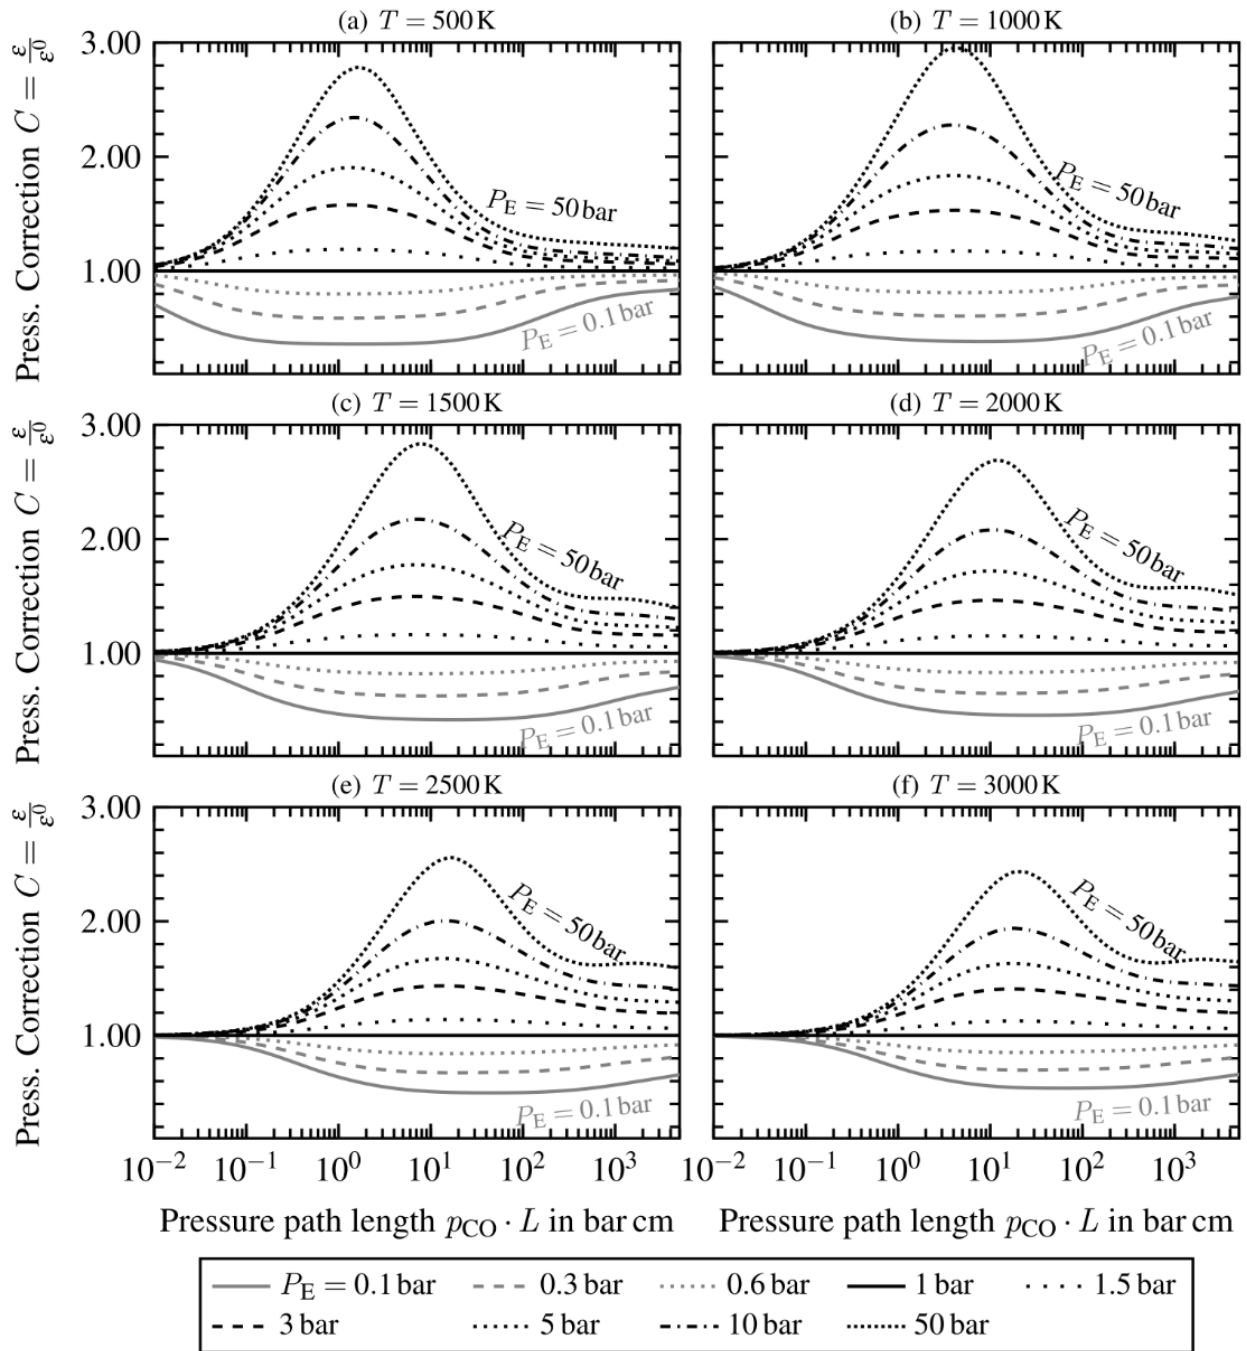 (a) T = 500 K
(b) T = 1000 K
Press. Correction C = ε/ε⁰
3.00
2.00
1.00
P_E = 50 bar
P_E = 0.1 bar
P_E = 50 bar
P_E = 0.1 bar
(c) T = 1500 K
(d) T = 2000 K
Press. Correction C = ε/ε⁰
3.00
2.00
1.00
P_E = 50 bar
P_E = 0.1 bar
P_E = 50 bar
P_E = 0.1 bar
(e) T = 2500 K
(f) T = 3000 K
Press. Correction C = ε/ε⁰
3.00
2.00
1.00
P_E = 50 bar
P_E = 0.1 bar
P_E = 50 bar
P_E = 0.1 bar
10⁻² 10⁻¹ 10⁰ 10¹ 10² 10³
10⁻² 10⁻¹ 10⁰ 10¹ 10² 10³
Pressure path length p_CO · L in bar cm
Pressure path length p_CO · L in bar cm
P_E = 0.1 bar 0.3 bar 0.6 bar 1 bar 1.5 bar
3 bar 5 bar 10 bar 50 bar